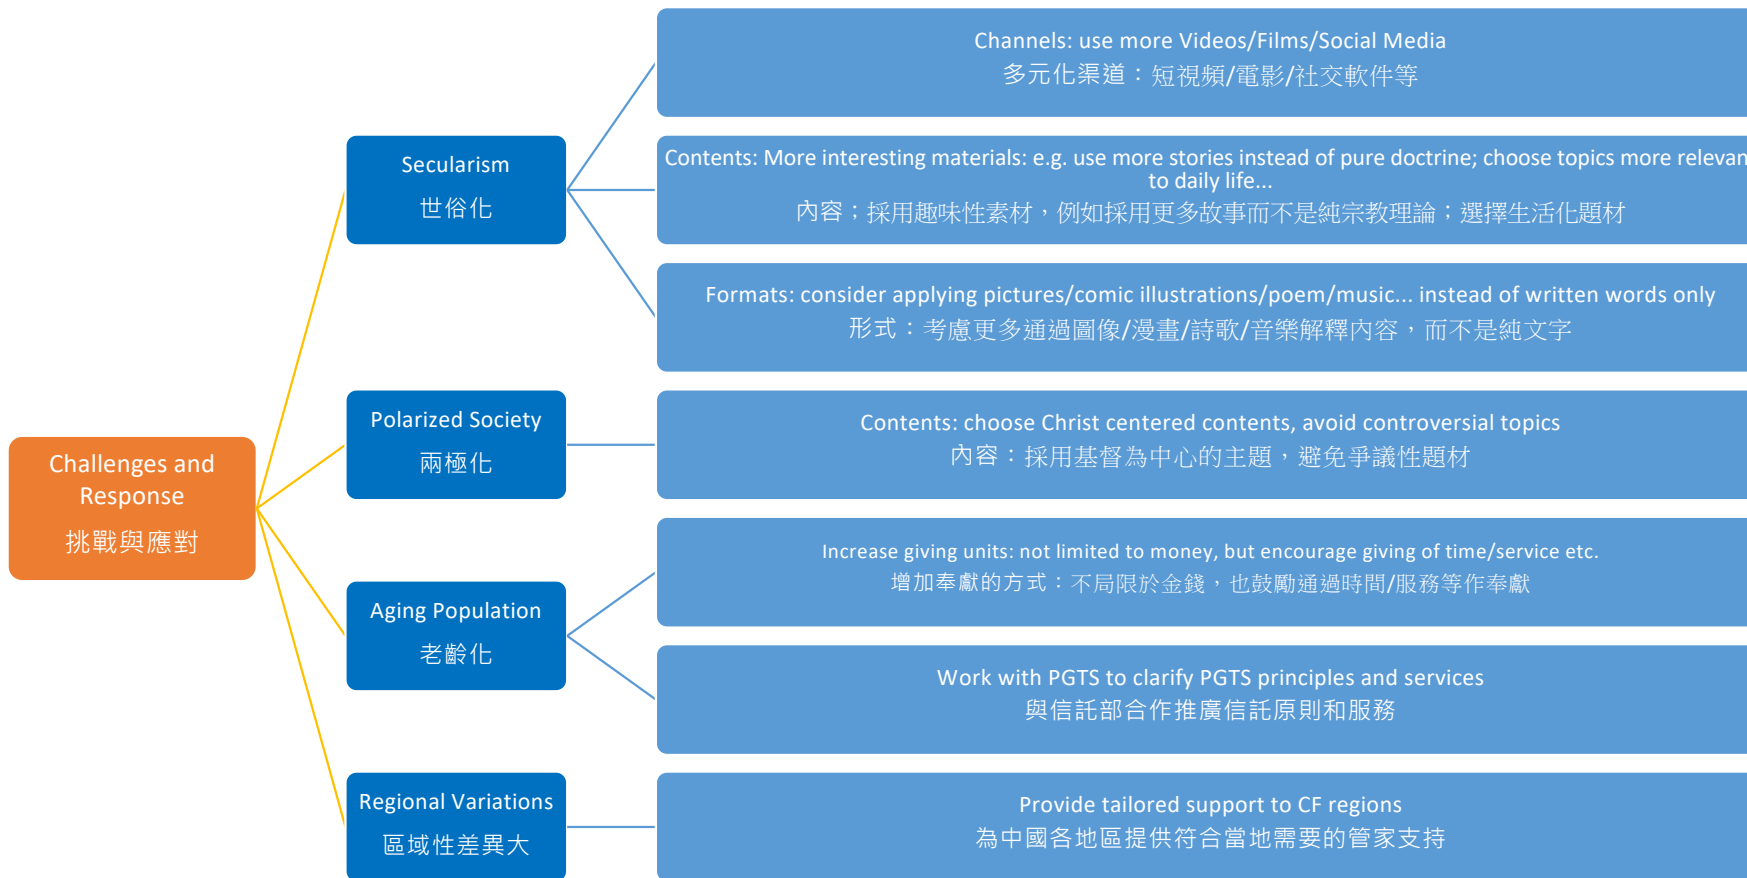 Challenges and
Response
挑戰與應對
Secularism
世俗化
Channels: use more Videos/Films/Social Media
多元化渠道：短視頻/電影/社交軟件等
Contents: More interesting materials: e.g. use more stories instead of pure doctrine; choose topics more relevan
to daily life...
內容；採用趣味性素材，例如採用更多故事而不是純宗教理論；選擇生活化題材
Formats: consider applying pictures/comic illustrations/poem/music... instead of written words only
形式：考慮更多通過圖像/漫畫/詩歌/音樂解釋內容，而不是純文字
Polarized Society
兩極化
Contents: choose Christ centered contents, avoid controversial topics
內容：採用基督為中心的主題，避免爭議性題材
Aging Population
老齡化
Increase giving units: not limited to money, but encourage giving of time/service etc.
增加奉獻的方式：不局限於金錢，也鼓勵通過時間/服務等作奉獻
Work with PGTS to clarify PGTS principles and services
與信託部合作推廣信託原則和服務
Regional Variations
區域性差異大
Provide tailored support to CF regions
為中國各地區提供符合當地需要的管家支持